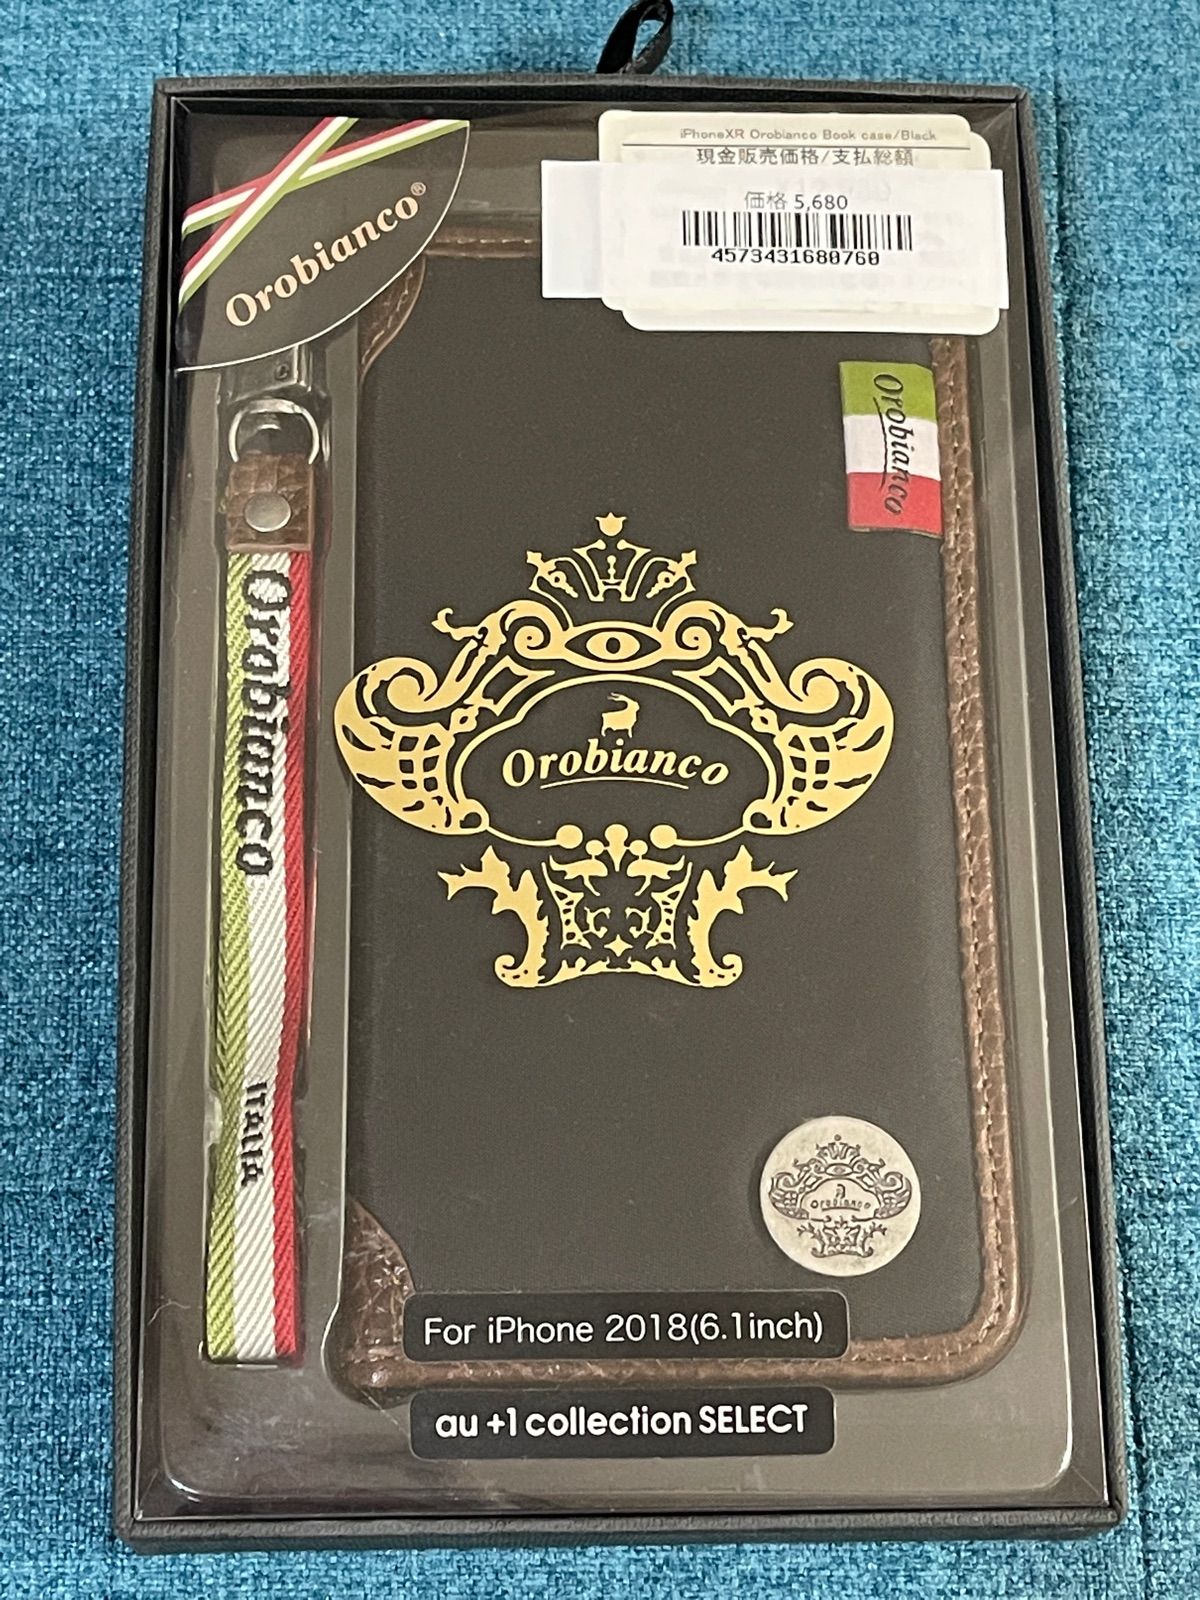 iPhoneXR Orobianco Book case/Black
現金販売価格/支払総額
価格 5,680
4573431680760
Orobianco®
Orobianco
Orobianco
Italia
Orobianco
Orobianco
For iPhone 2018(6.1inch)
au +1 collection SELECT